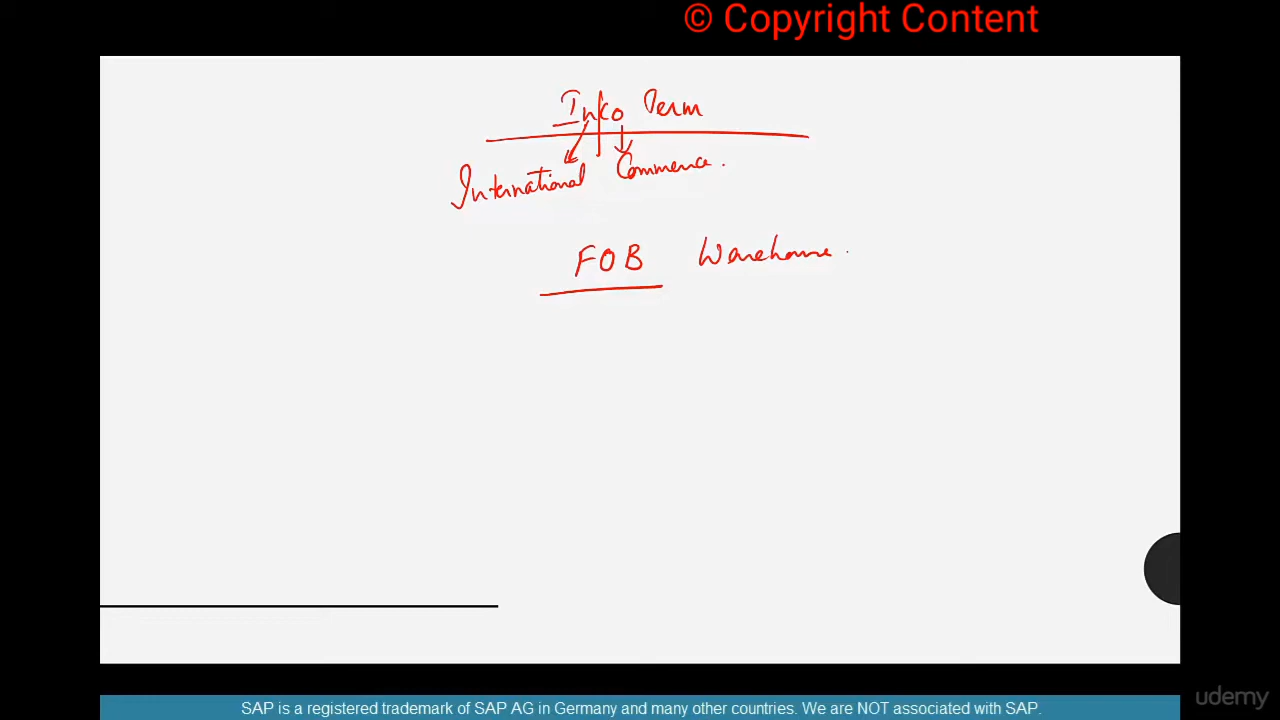 © Copyright Content
Inco Term
International Commerce.
FOB Warehouse.
SAP is a registered trademark of SAP AG in Germany and many other countries. We are NOT associated with SAP.
udemy